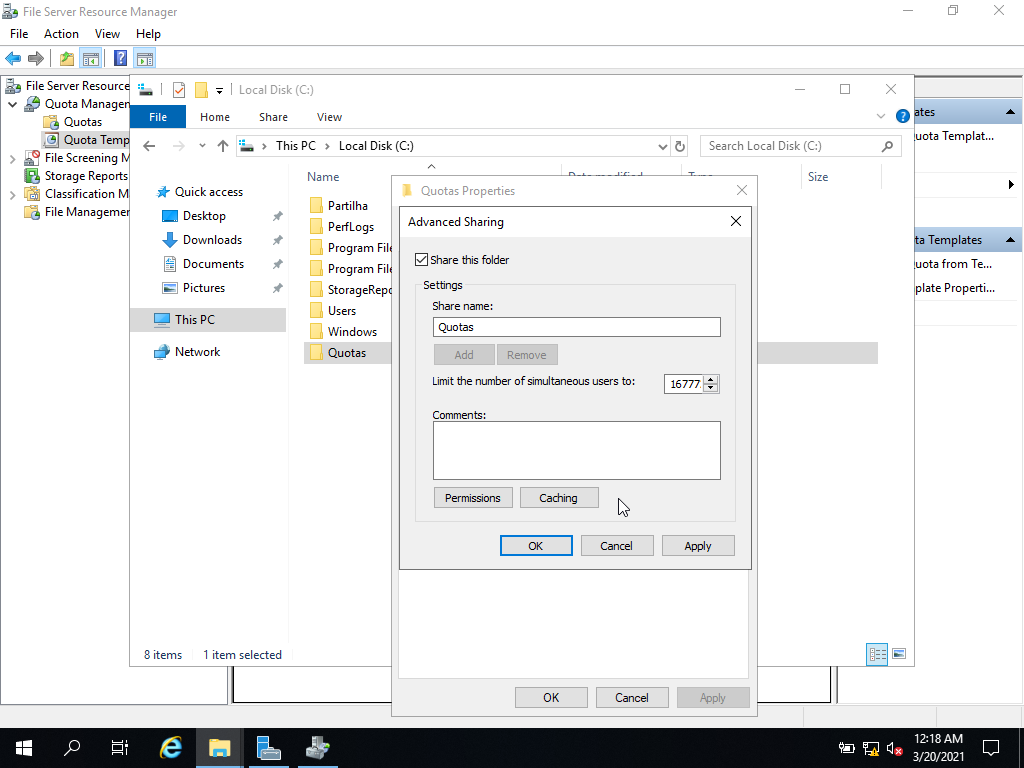 File Server Resource Manager
File Action View Help
File Server Resource
Quota Managem
Quotas
Quota Temp
File Screening M
Storage Reports
Classification M
File Managemen
Local Disk (C:)
File Home Share View
This PC Local Disk (C:)
Search Local Disk (C:)
Name Date modified Type Size
Quick access
Desktop
Downloads
Documents
Pictures
This PC
Network
Partilha
PerfLogs
Program File
Program File
StorageRepo
Users
Windows
Quotas
8 items 1 item selected
Quotas Properties
Advanced Sharing
Share this folder
Settings
Share name:
Quotas
Add Remove
Limit the number of simultaneous users to: 16777
Comments:
Permissions Caching
OK Cancel Apply
OK Cancel Apply
ates
uota Templat...
ta Templates
uota from Te...
plate Properti...
12:18 AM
3/20/2021